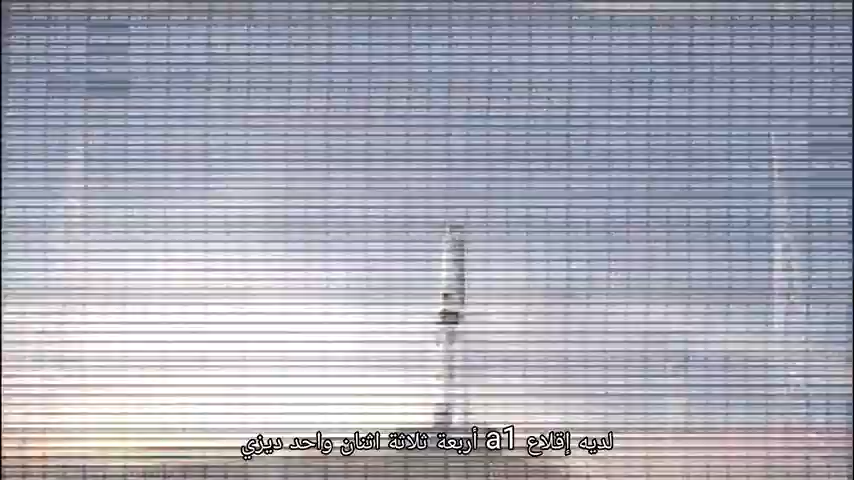 لديه إقلاع a1 أربعة ثلاثة اثنان واحد ديزي